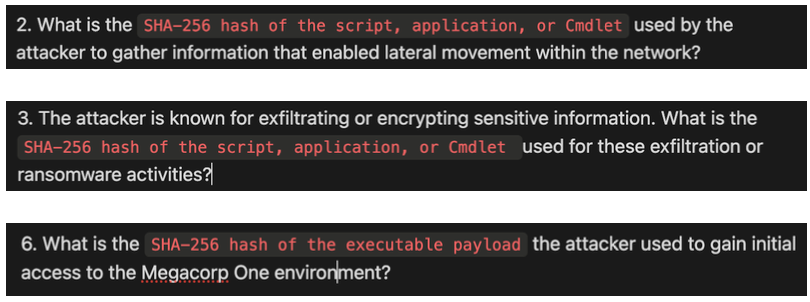 2. What is the SHA-256 hash of the script, application, or Cmdlet used by the
attacker to gather information that enabled lateral movement within the network?
3. The attacker is known for exfiltrating or encrypting sensitive information. What is the
SHA-256 hash of the script, application, or Cmdlet used for these exfiltration or
ransomware activities?
6. What is the SHA-256 hash of the executable payload the attacker used to gain initial
access to the Megacorp One environment?